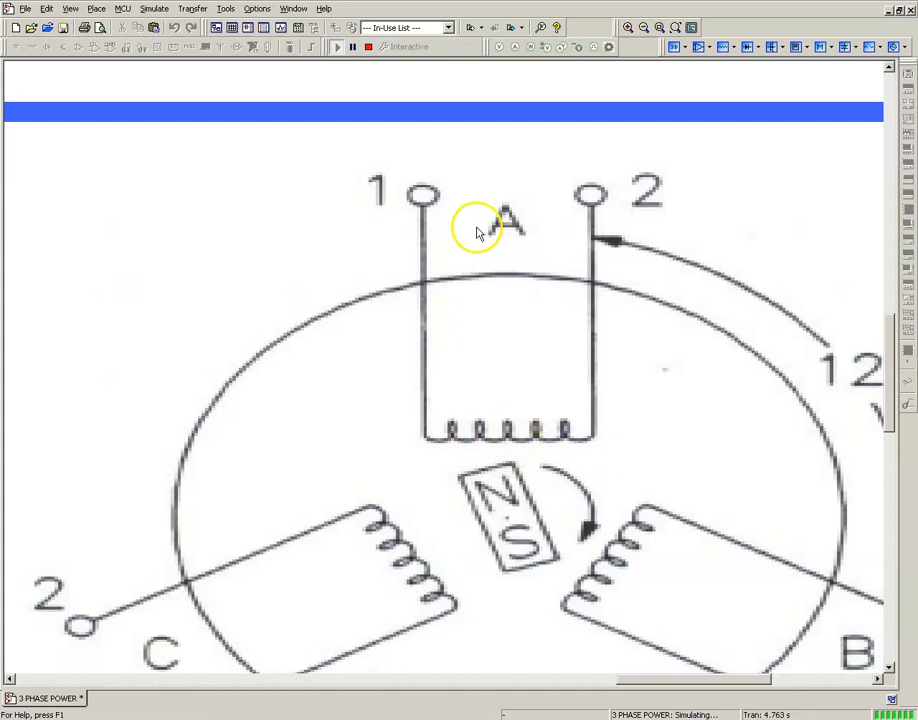 File Edit View Place MCU Simulate Transfer Tools Options Window Help
--- In-Use List ---
Interactive
1 A 2
12
N
S
2
C B
3 PHASE POWER *
For Help, press F1 - 3 PHASE POWER: Simulating... Tran: 4.763 s